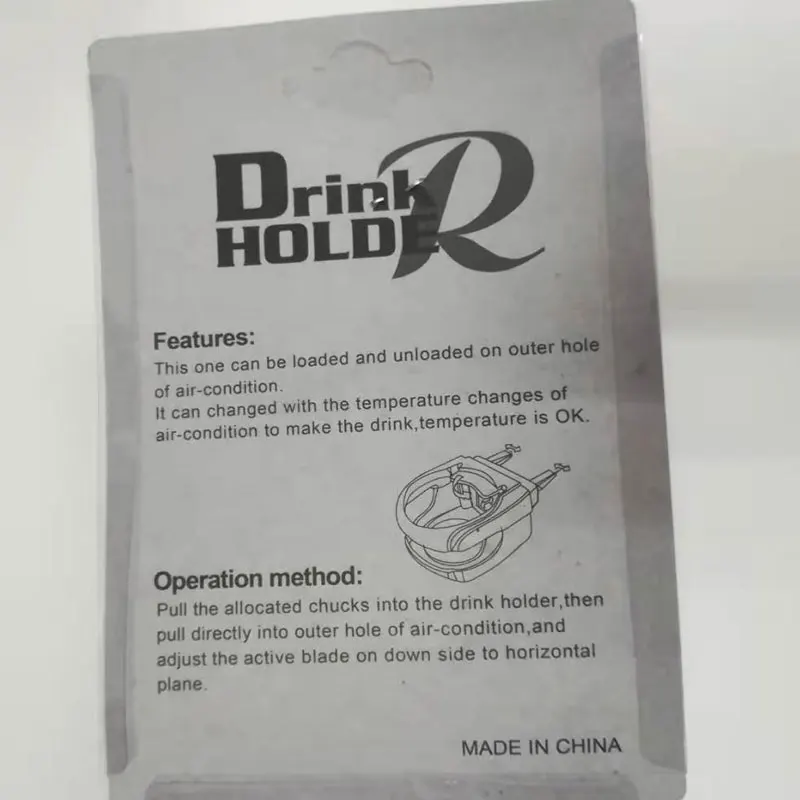 Drink
HOLDER
Features:
This one can be loaded and unloaded on outer hole
of air-condition.
It can changed with the temperature changes of
air-condition to make the drink,temperature is OK.
Operation method:
Pull the allocated chucks into the drink holder,then
pull directly into outer hole of air-condition,and
adjust the active blade on down side to horizontal
plane.
MADE IN CHINA